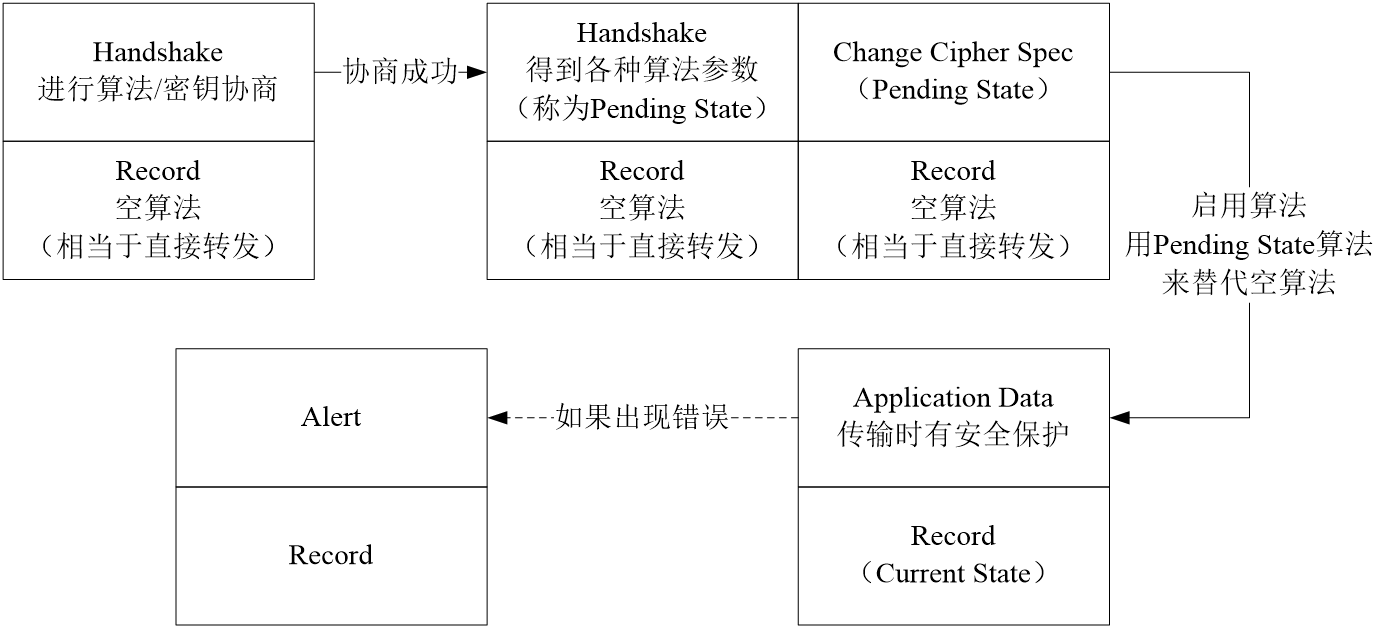 Handshake
进行算法/密钥协商
协商成功
Handshake
得到各种算法参数
（称为Pending State）
Change Cipher Spec
（Pending State）
Record
空算法
（相当于直接转发）
Record
空算法
（相当于直接转发）
Record
空算法
（相当于直接转发）
启用算法
用Pending State算法
来替代空算法
Alert
如果出现错误
Application Data
传输时有安全保护
Record
Record
（Current State）